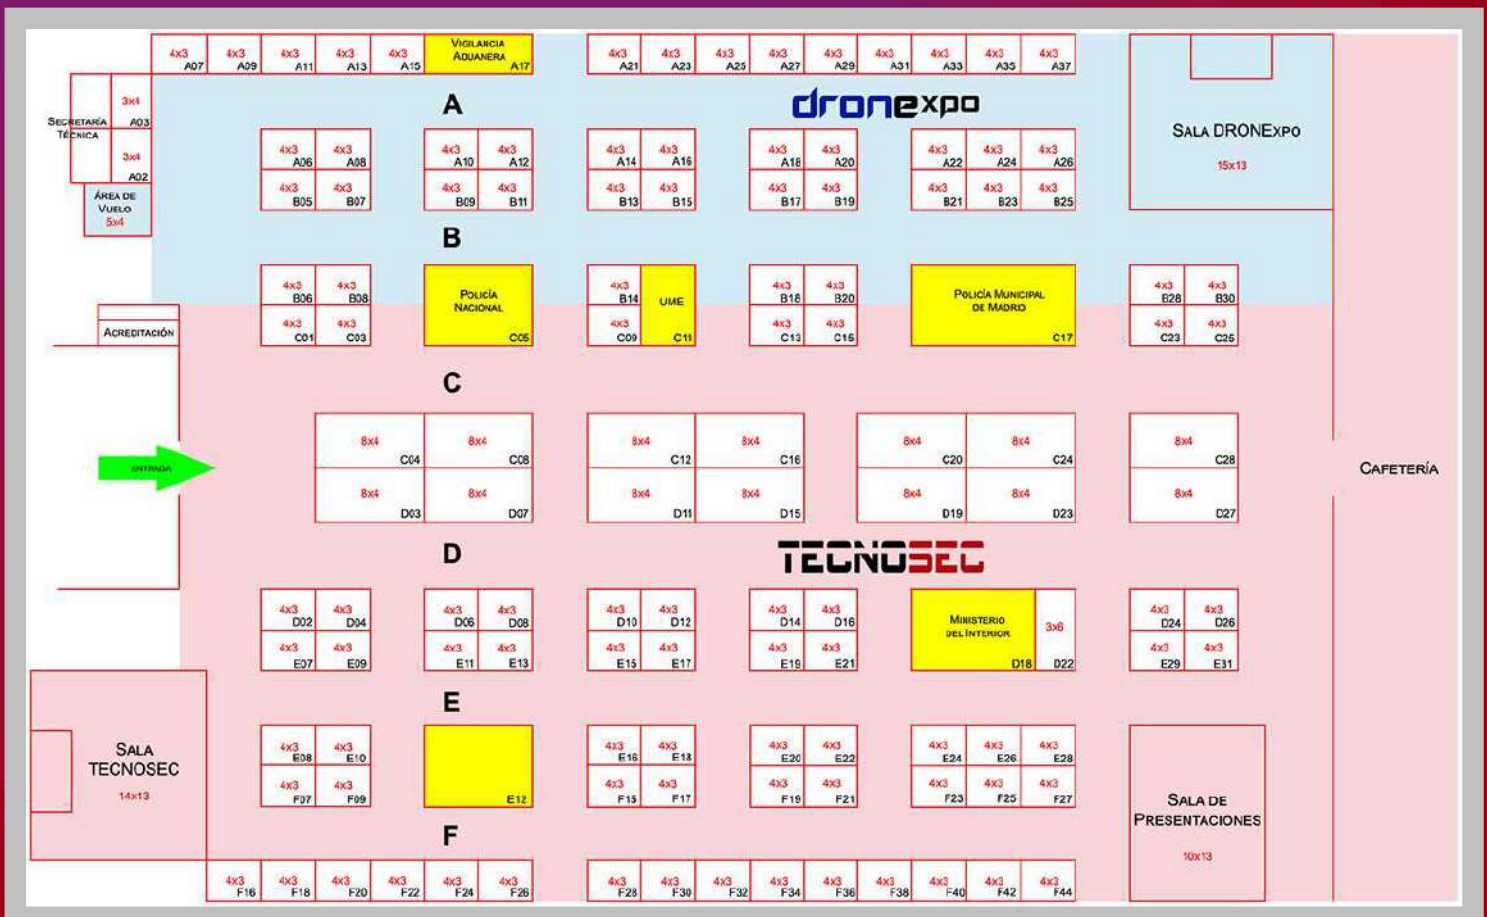 4x3 4x3 4x3 4x3 4x3 VIGILANCIA ADUANERA 4x3 4x3 4x3 4x3 4x3 4x3 4x3 4x3 4x3
A07 A09 A11 A13 A15 A17 A21 A23 A25 A27 A29 A31 A33 A35 A37
A
dronexpo
SECRETARÍA TÉCNICA
3x4
A03
3x4
A02
ÁREA DE VUELO
5x4
SALA DRONEXPO
15x13
4x3 4x3 4x3 4x3 4x3 4x3 4x3 4x3 4x3 4x3 4x3
A06 A08 A10 A12 A14 A16 A18 A20 A22 A24 A26
4x3 4x3 4x3 4x3 4x3 4x3 4x3 4x3 4x3 4x3 4x3
B05 B07 B09 B11 B13 B15 B17 B19 B21 B23 B25
B
4x3 4x3 4x3 4x3 4x3 4x3 4x3
B06 B08 B14 B18 B20 B28 B30
POLICÍA NACIONAL
UME
POLICÍA MUNICIPAL DE MADRID
ACREDITACIÓN
4x3 4x3 4x3 4x3 4x3 4x3 4x3
C01 C03 C05 C09 C11 C13 C15 C17 C23 C25
C
8x4 8x4 8x4 8x4 8x4 8x4 8x4
C04 C08 C12 C16 C20 C24 C28
ENTRADA
CAFETERÍA
8x4 8x4 8x4 8x4 8x4 8x4 8x4
D03 D07 D11 D15 D19 D23 D27
D
TECNOSEC
4x3 4x3 4x3 4x3 4x3 4x3 4x3 4x3 4x3 4x3
D02 D04 D06 D08 D10 D12 D14 D16 D24 D26
MINISTERIO DEL INTERIOR
3x6
4x3 4x3 4x3 4x3 4x3 4x3 4x3 4x3 4x3 4x3
E07 E09 E11 E13 E15 E17 E19 E21 D18 D22 E29 E31
E
SALA TECNOSEC
14x13
4x3 4x3 4x3 4x3 4x3 4x3 4x3 4x3 4x3
E08 E10 E16 E18 E20 E22 E24 E26 E28
4x3 4x3 4x3 4x3 4x3 4x3 4x3 4x3 4x3
F07 F09 E12 F15 F17 F19 F21 F23 F25 F27
SALA DE PRESENTACIONES
10x13
F
4x3 4x3 4x3 4x3 4x3 4x3 4x3 4x3 4x3 4x3 4x3 4x3 4x3 4x3 4x3
F16 F18 F20 F22 F24 F26 F28 F30 F32 F34 F36 F38 F40 F42 F44